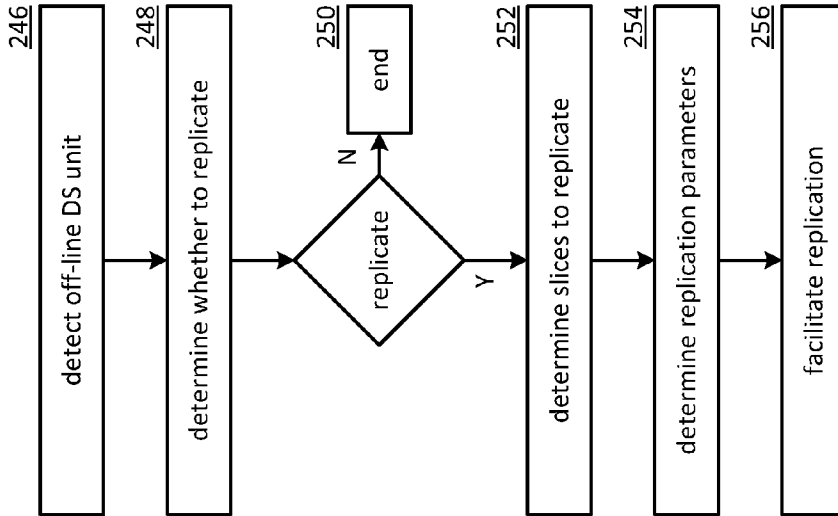 246
detect off-line DS unit
248
determine whether to replicate
replicate
N
250
end
Y
252
determine slices to replicate
254
determine replication parameters
256
facilitate replication